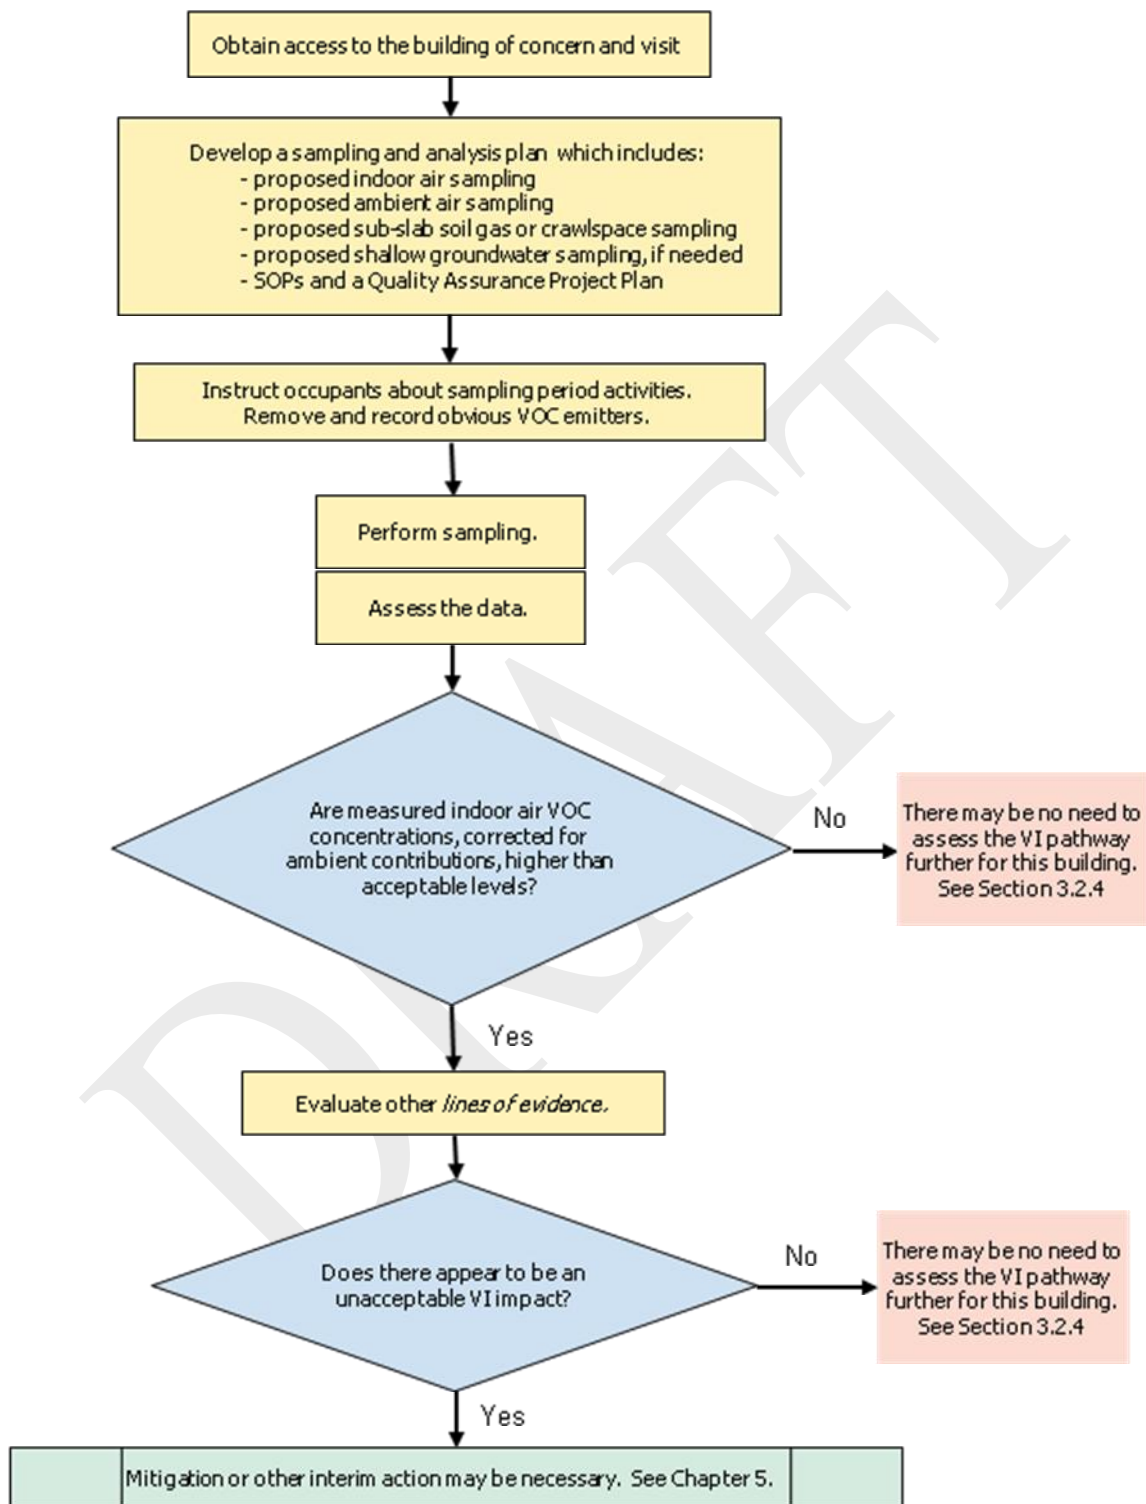 Obtain access to the building of concern and visit
Develop a sampling and analysis plan which includes:
- proposed indoor air sampling
- proposed ambient air sampling
- proposed sub-slab soil gas or crawlspace sampling
- proposed shallow groundwater sampling, if needed
- SOPs and a Quality Assurance Project Plan
Instruct occupants about sampling period activities.
Remove and record obvious VOC emitters.
Perform sampling.
Assess the data.
Are measured indoor air VOC
concentrations, corrected for
ambient contributions, higher than
acceptable levels?
No
There may be no need to
assess the VI pathway
further for this building.
See Section 3.2.4
Yes
Evaluate other lines of evidence.
Does there appear to be an
unacceptable VI impact?
No
There may be no need to
assess the VI pathway
further for this building.
See Section 3.2.4
Yes
Mitigation or other interim action may be necessary. See Chapter 5.
DRAFT